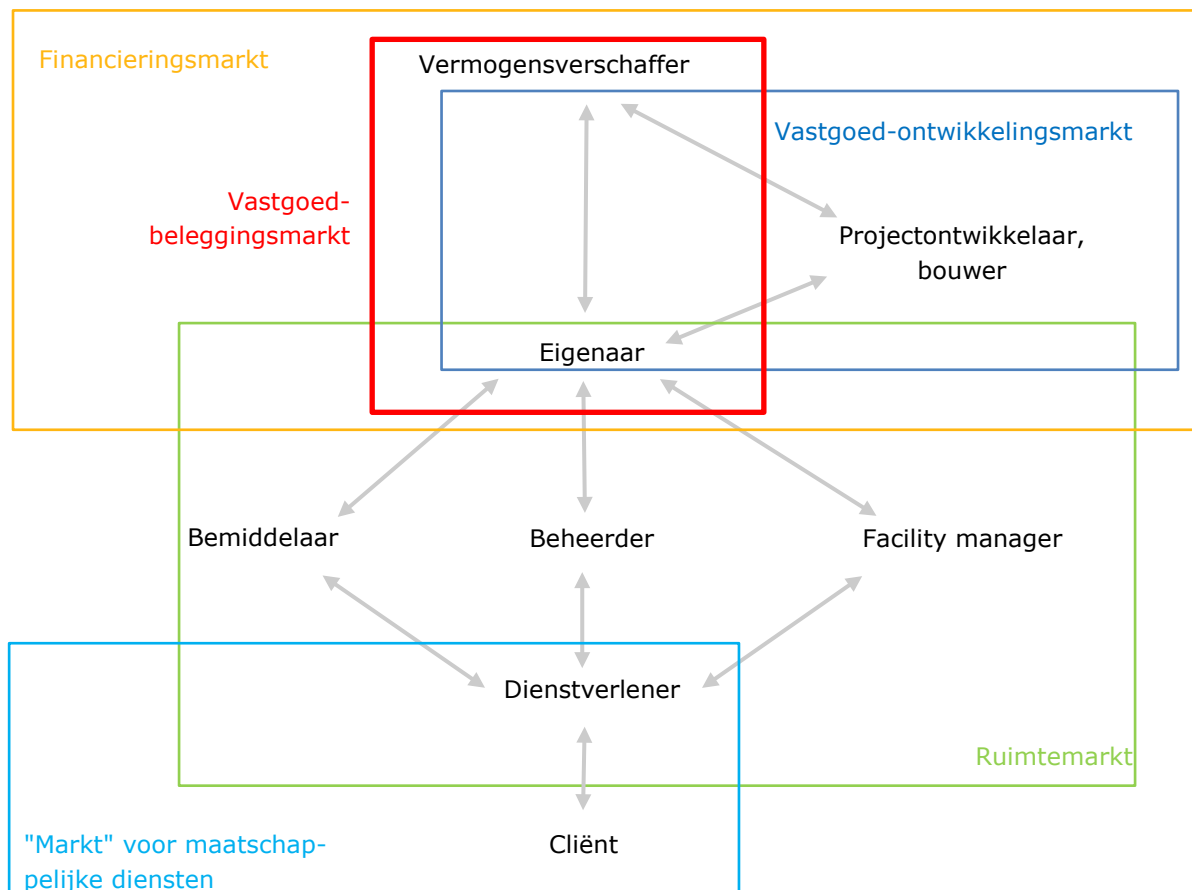 Financieringsmarkt
Vermogensverschaffer
Vastgoed-ontwikkelingsmarkt
Vastgoed-
beleggingsmarkt
Projectontwikkelaar,
bouwer
Eigenaar
Bemiddelaar
Beheerder
Facility manager
Dienstverlener
Ruimtemarkt
"Markt" voor maatschap-
pelijke diensten
Cliënt